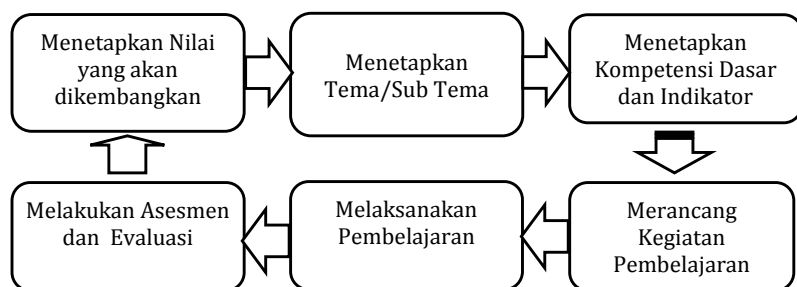 Menetapkan Nilai
yang akan
dikembangkan
Menetapkan
Tema/Sub Tema
Menetapkan
Kompetensi Dasar
dan Indikator
Melakukan Asesmen
dan Evaluasi
Melaksanakan
Pembelajaran
Merancang
Kegiatan
Pembelajaran